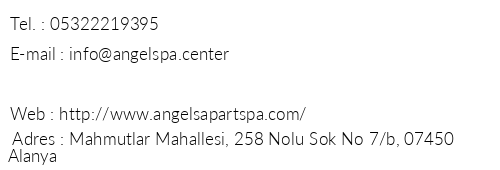 Tel. : 05322219395
E-mail : info@angelspa.center
Web : http://www.angelsapartspa.com/
Adres : Mahmutlar Mahallesi, 258 Nolu Sok No 7/b, 07450
Alanya